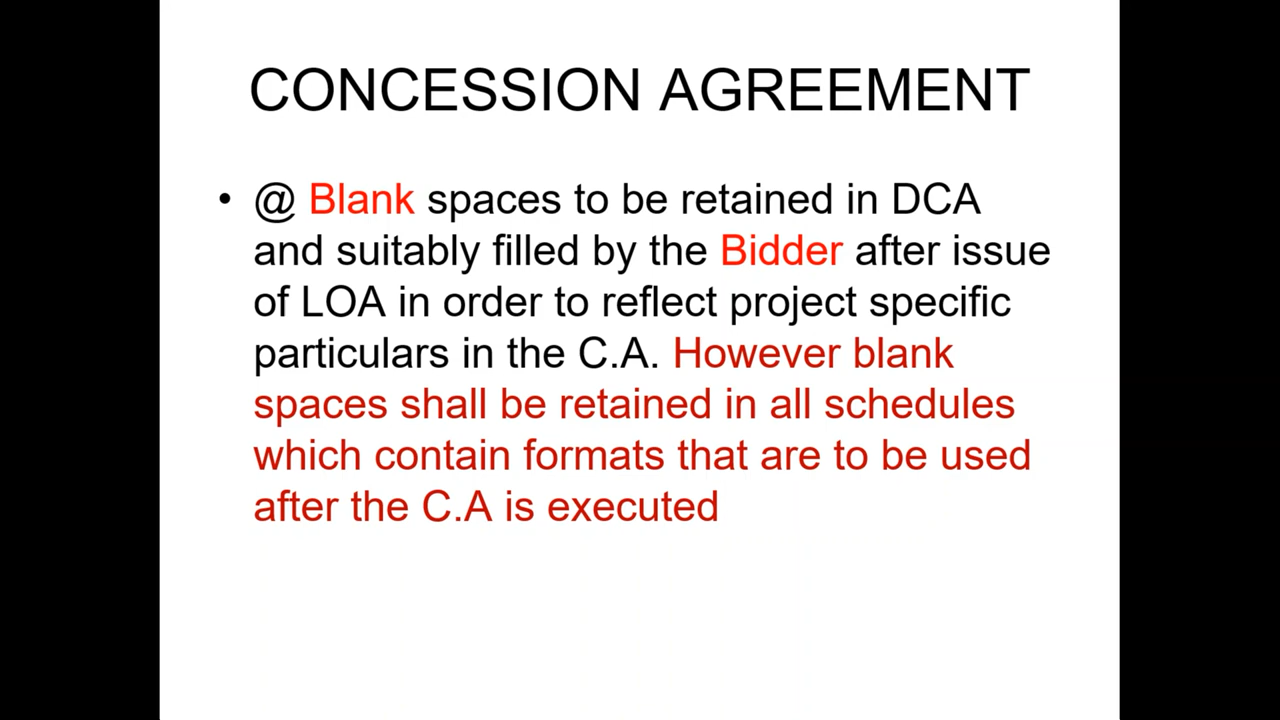 CONCESSION AGREEMENT
• @ Blank spaces to be retained in DCA
and suitably filled by the Bidder after issue
of LOA in order to reflect project specific
particulars in the C.A. However blank
spaces shall be retained in all schedules
which contain formats that are to be used
after the C.A is executed